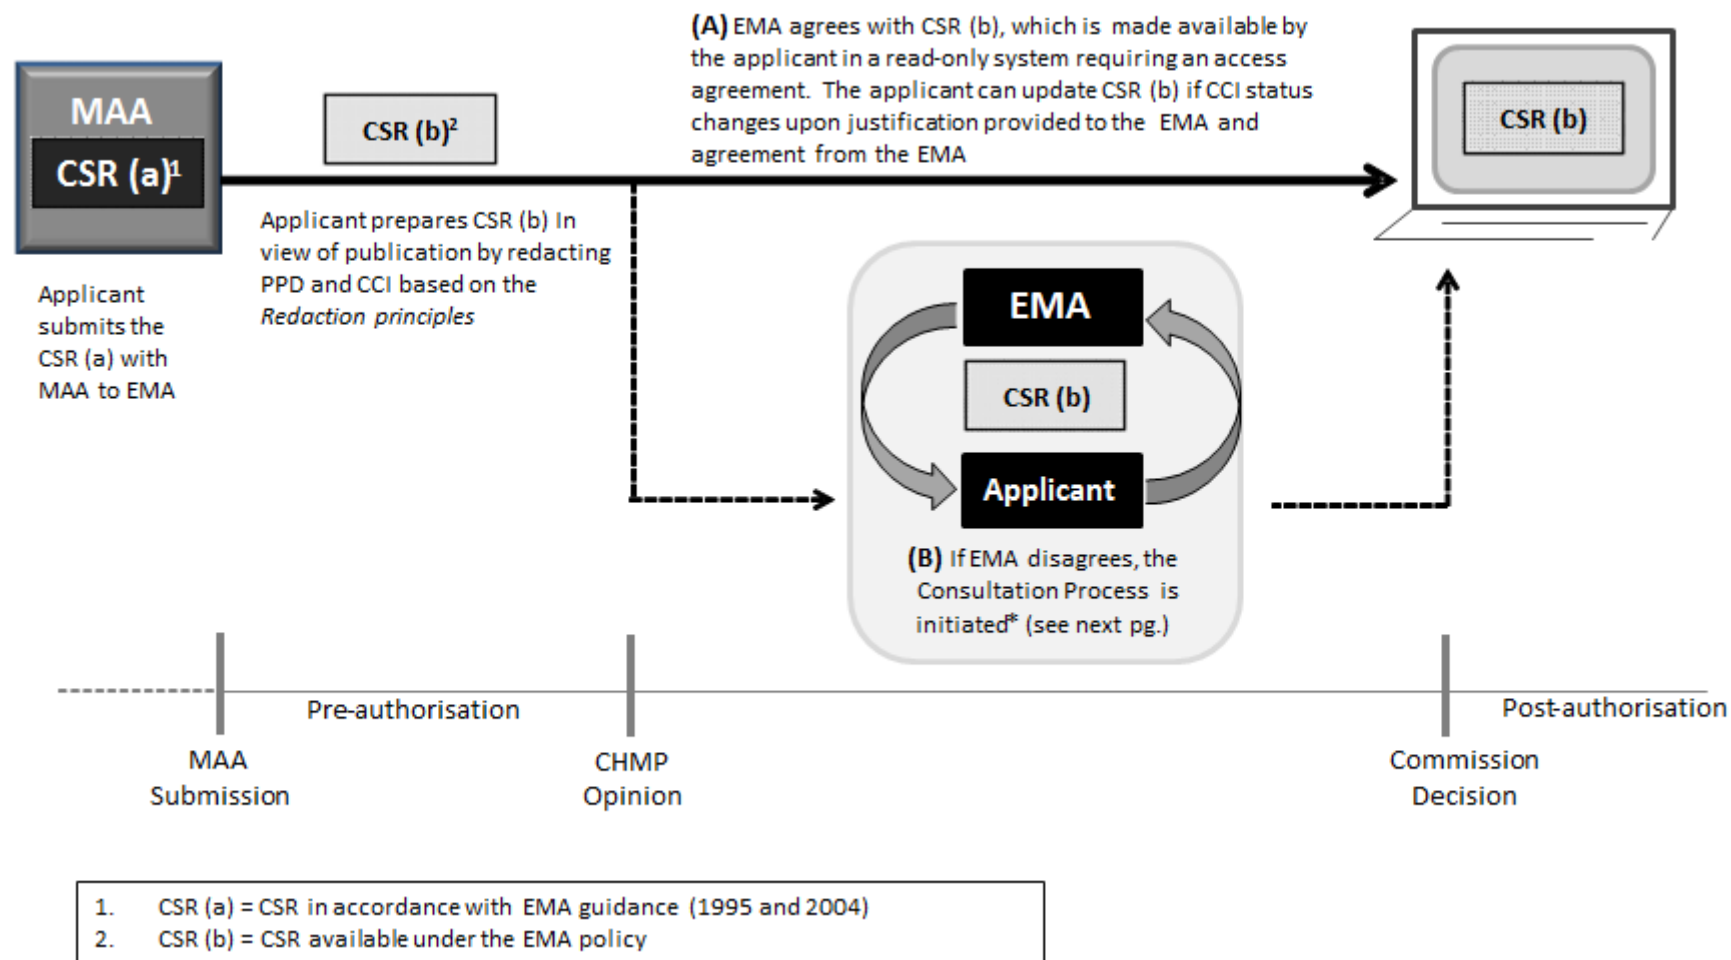 (A) EMA agrees with CSR (b), which is made available by
the applicant in a read-only system requiring an access
agreement. The applicant can update CSR (b) if CCI status
changes upon justification provided to the EMA and
agreement from the EMA
MAA
CSR (a)1
CSR (b)2
CSR (b)
Applicant prepares CSR (b) In
view of publication by redacting
PPD and CCI based on the
Redaction principles
Applicant
submits the
CSR (a) with
MAA to EMA
EMA
CSR (b)
Applicant
(B) If EMA disagrees, the
Consultation Process is
initiated* (see next pg.)
Pre-authorisation
Post-authorisation
MAA
Submission
CHMP
Opinion
Commission
Decision
1. CSR (a) = CSR in accordance with EMA guidance (1995 and 2004)
2. CSR (b) = CSR available under the EMA policy